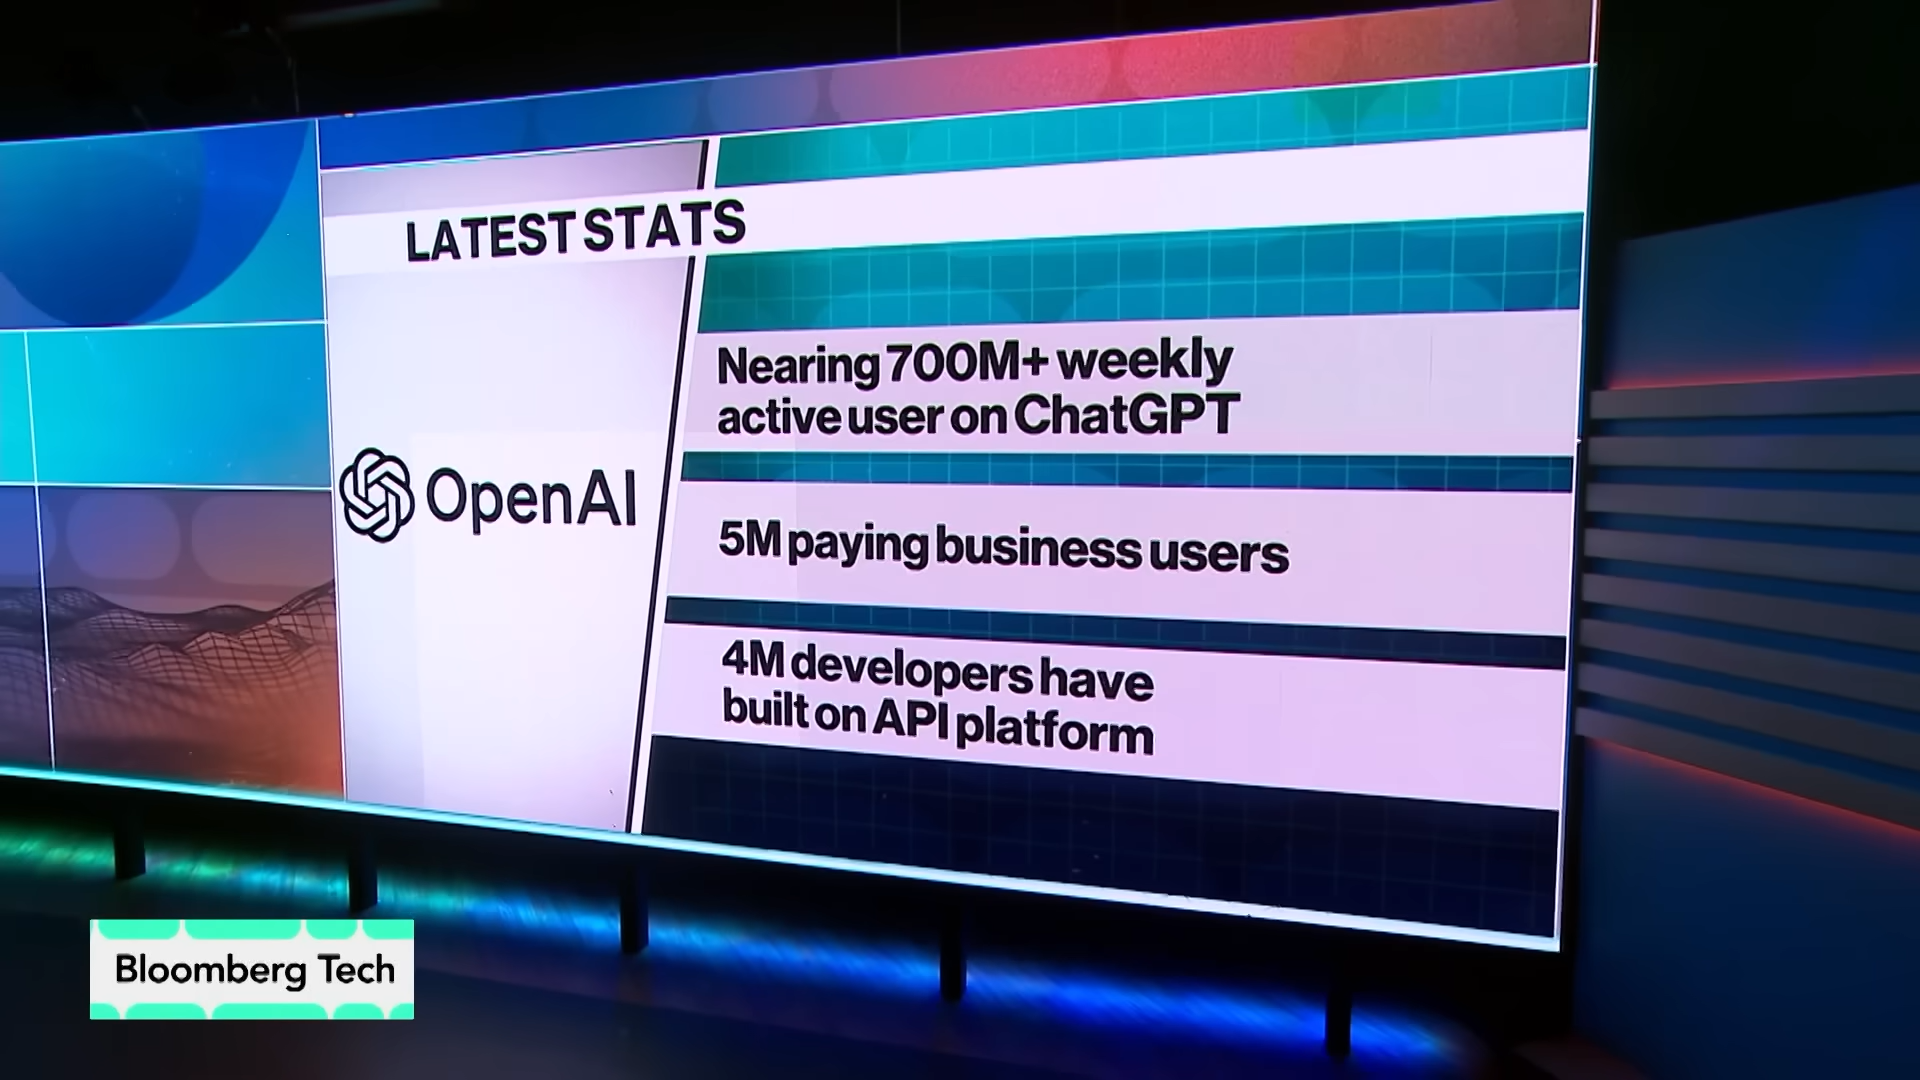 LATEST STATS
OpenAI
Nearing 700M+ weekly
active user on ChatGPT
5M paying business users
4M developers have
built on API platform
Bloomberg Tech